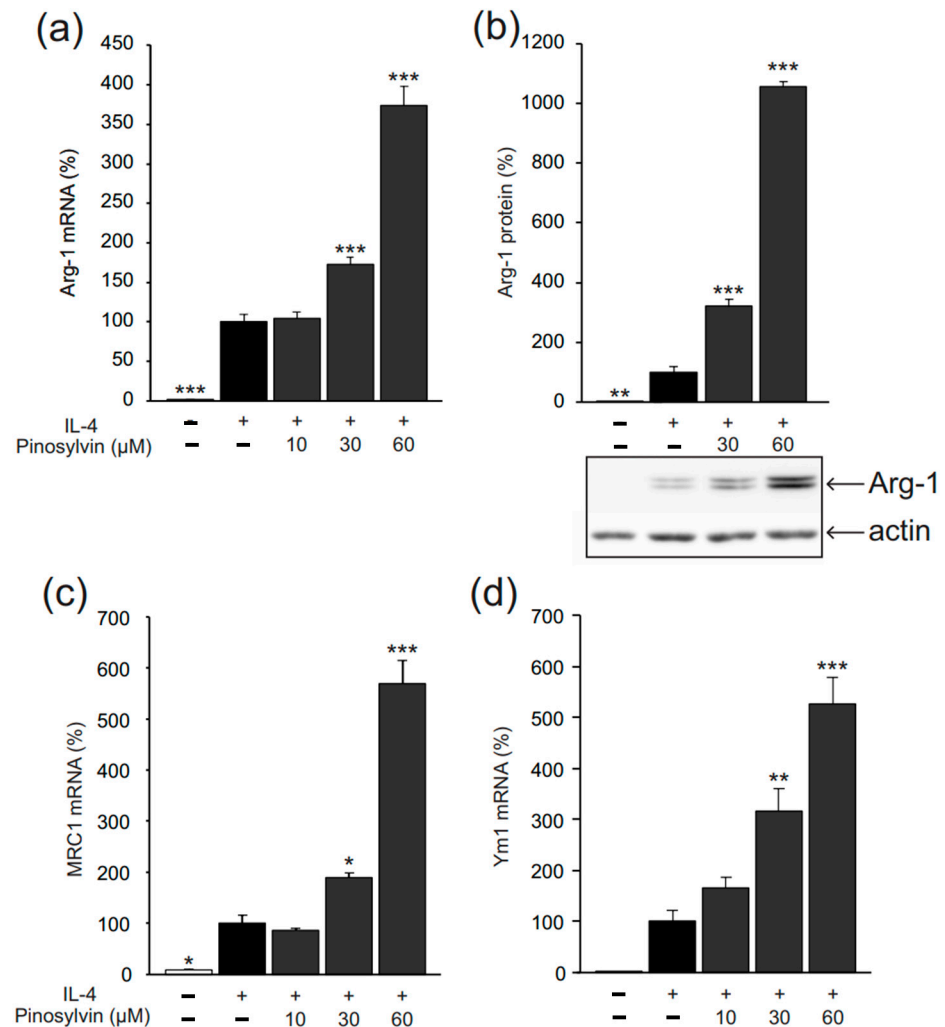 (a)
450
400
350
300
250
200
150
100
50
0
Arg-1 mRNA (%)
***
***
***
IL-4 – + + + +
Pinosylvin (µM) – – 10 30 60
(b)
1200
1000
800
600
400
200
0
Arg-1 protein (%)
**
***
***
– + + +
– – 30 60
Arg-1
actin
(c)
700
600
500
400
300
200
100
0
MRC1 mRNA (%)
*
*
***
IL-4 – + + + +
Pinosylvin (µM) – – 10 30 60
(d)
700
600
500
400
300
200
100
0
Ym1 mRNA (%)
**
***
– + + + +
– – 10 30 60